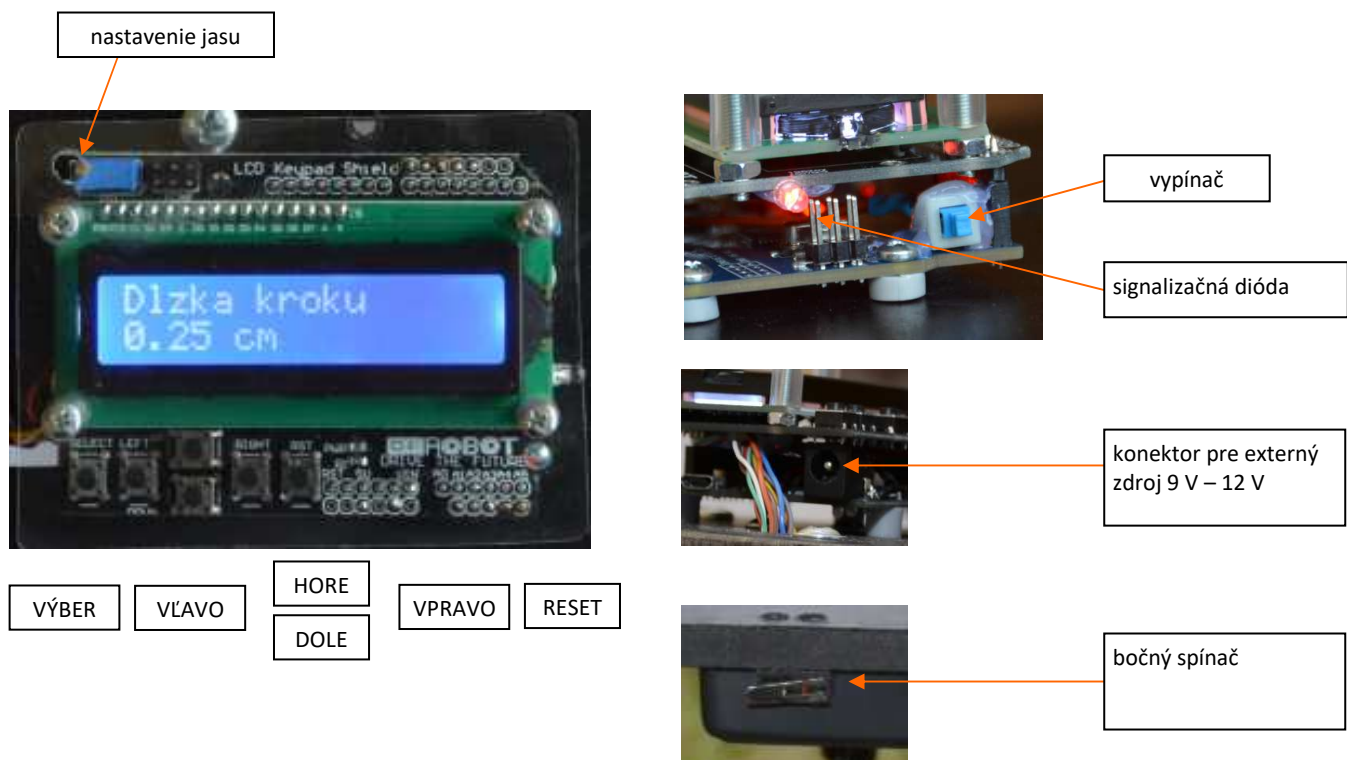 nastavenie jasu
LCD Keypad Shield
Dlzka kroku
0.25 cm
SELECT LEFT
RIGHT
RST
DRIVE THE FUTURE
VÝBER
VĽAVO
HORE
DOLE
VPRAVO
RESET
vypínač
signalizačná dióda
konektor pre externý
zdroj 9 V – 12 V
bočný spínač